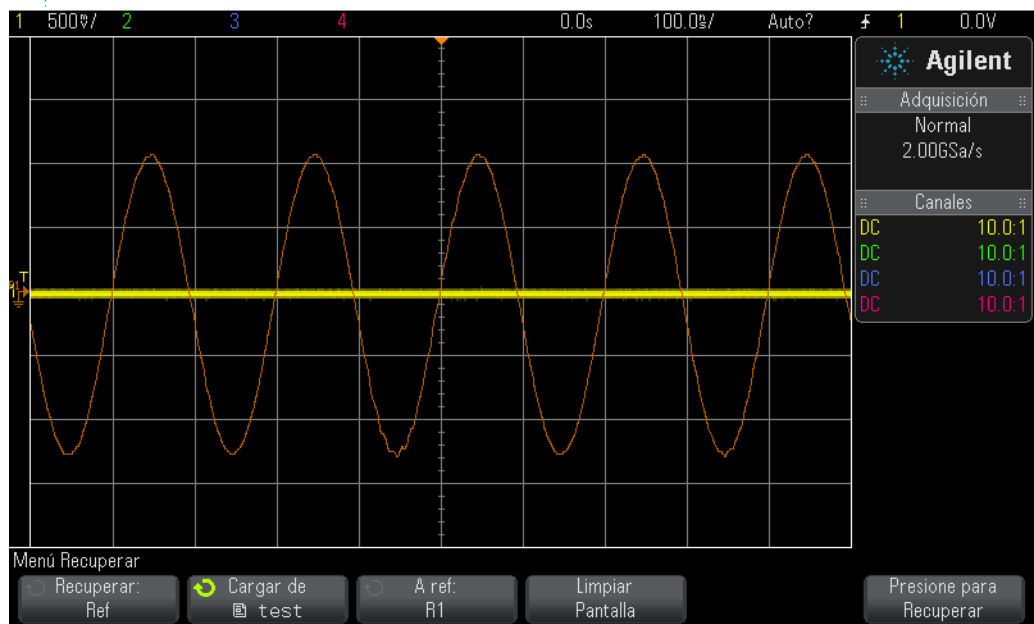 1 500mV/ 2 3 4 0.0s 100.0ns/ Auto? 1 0.0V
Agilent
Adquisición
Normal
2.00GSa/s
Canales
DC 10.0:1
DC 10.0:1
DC 10.0:1
DC 10.0:1
T
Menú Recuperar
Recuperar:
Ref
Cargar de
test
A ref:
R1
Limpiar
Pantalla
Presione para
Recuperar